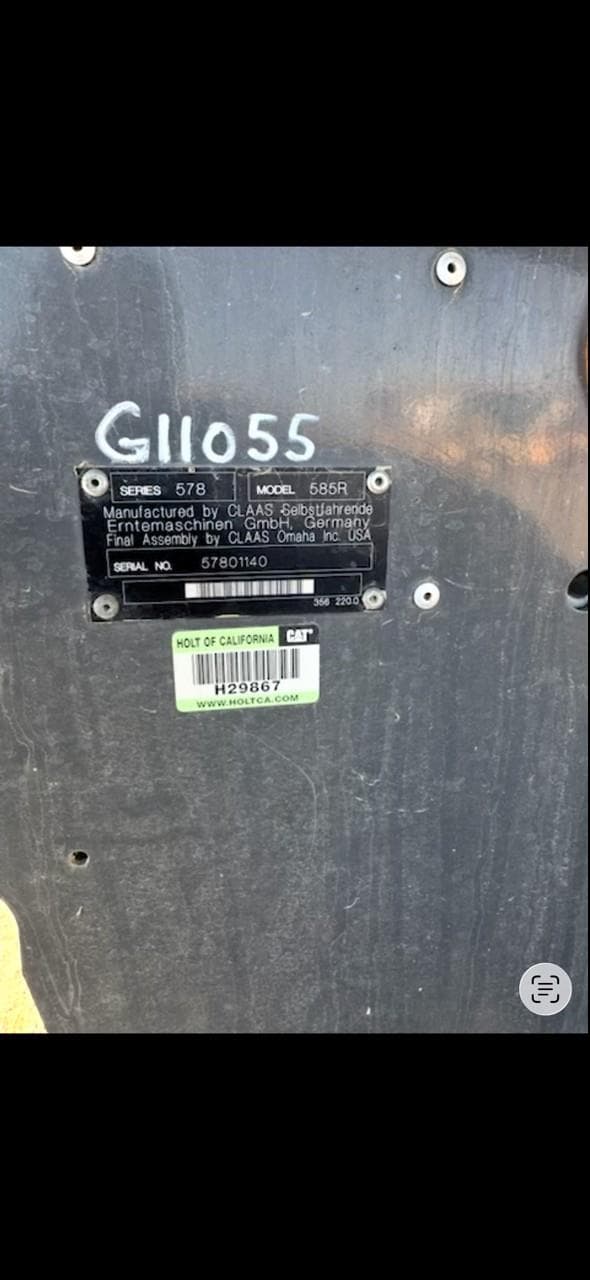 G11055
SERIES 578 MODEL 585R
Manufactured by CLAAS Selbstfahrende
Erntemaschinen GmbH, Germany
Final Assembly by CLAAS Omaha Inc. USA
SERIAL NO. 57801140
356 220.0
HOLT OF CALIFORNIA CAT
H29867
WWW.HOLTCA.COM